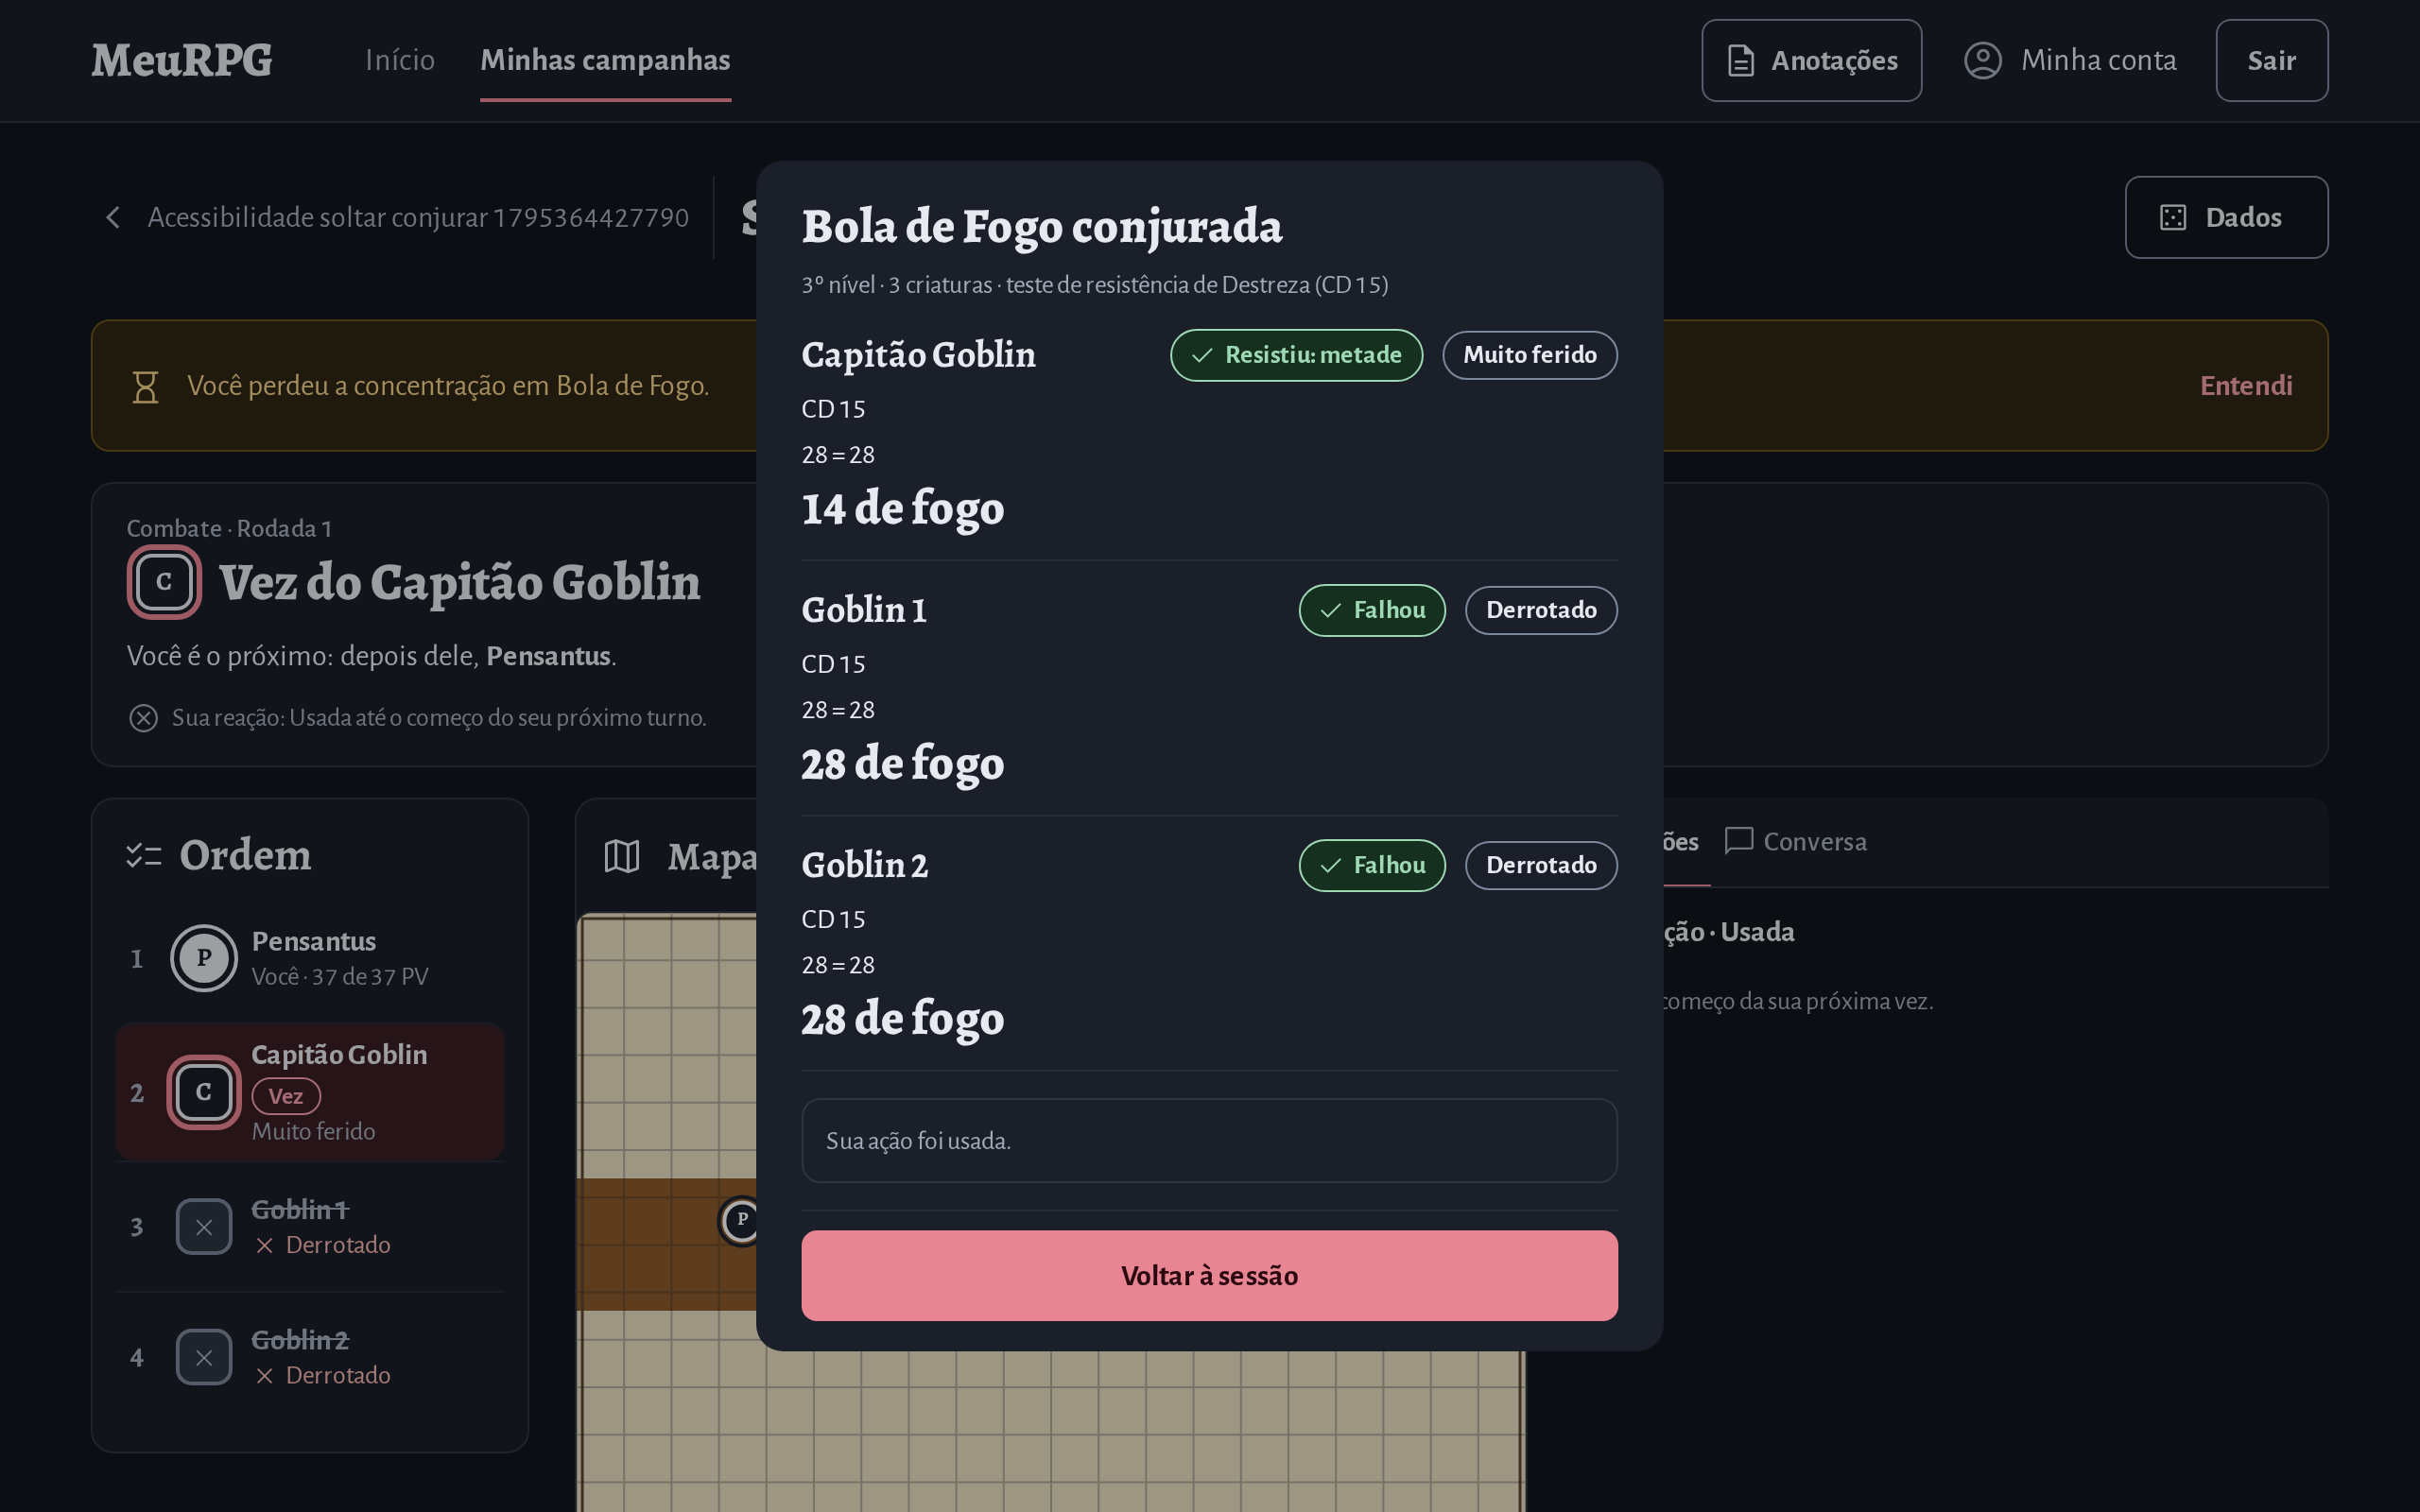 MeuRPG
Início
Minhas campanhas
Anotações
Minha conta
Sair
Acessibilidade soltar conjurar 1795364427790
S
Dados
Você perdeu a concentração em Bola de Fogo.
Entendi
Combate · Rodada 1
C
Vez do Capitão Goblin
Você é o próximo: depois dele, Pensantus.
Sua reação: Usada até o começo do seu próximo turno.
Ordem
1
P
Pensantus
Você · 37 de 37 PV
2
C
Capitão Goblin
Vez
Muito ferido
3
Goblin 1
Derrotado
4
Goblin 2
Derrotado
Mapa
P
Bola de Fogo conjurada
3º nível · 3 criaturas · teste de resistência de Destreza (CD 15)
Capitão Goblin
Resistiu: metade
Muito ferido
CD 15
28 = 28
14 de fogo
Goblin 1
Falhou
Derrotado
CD 15
28 = 28
28 de fogo
Goblin 2
Falhou
Derrotado
CD 15
28 = 28
28 de fogo
Sua ação foi usada.
Voltar à sessão
ões
Conversa
ção · Usada
começo da sua próxima vez.